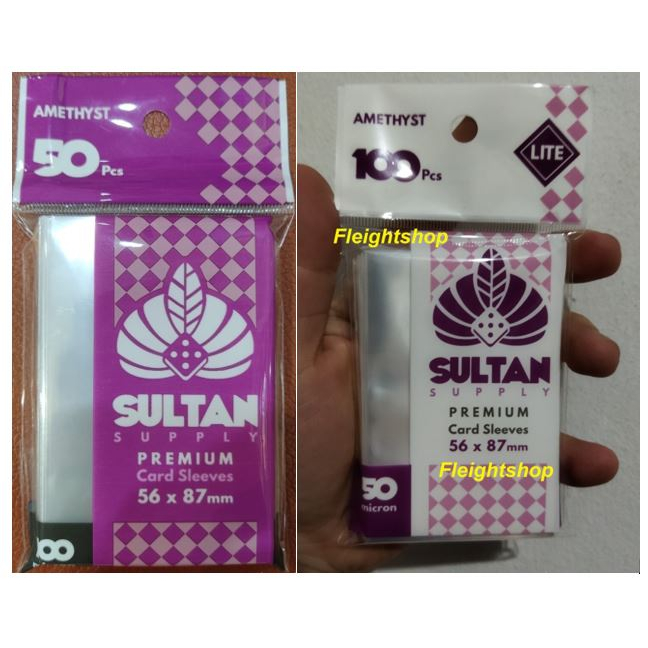 AMETHYST
50 Pcs
SULTAN
SUPPLY
PREMIUM
Card Sleeves
56 x 87mm
00
AMETHYST
100 Pcs
LITE
Fleightshop
SULTAN
SUPPLY
PREMIUM
Card Sleeves
56 x 87mm
Fleightshop
50
micron